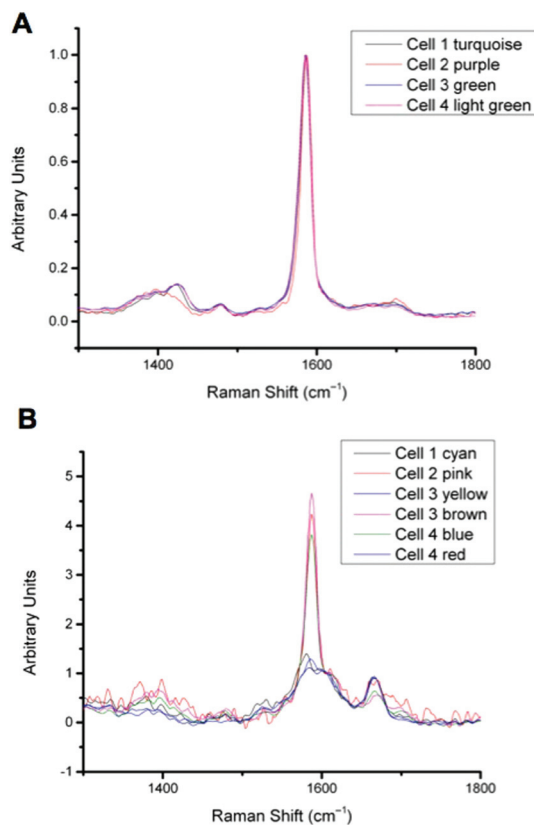 A
Cell 1 turquoise
Cell 2 purple
Cell 3 green
Cell 4 light green
Arbitrary Units
1.0
0.8
0.6
0.4
0.2
0.0
1400 1600 1800
Raman Shift (cm⁻¹)
B
Cell 1 cyan
Cell 2 pink
Cell 3 yellow
Cell 3 brown
Cell 4 blue
Cell 4 red
Arbitrary Units
5
4
3
2
1
0
-1
1400 1600 1800
Raman Shift (cm⁻¹)